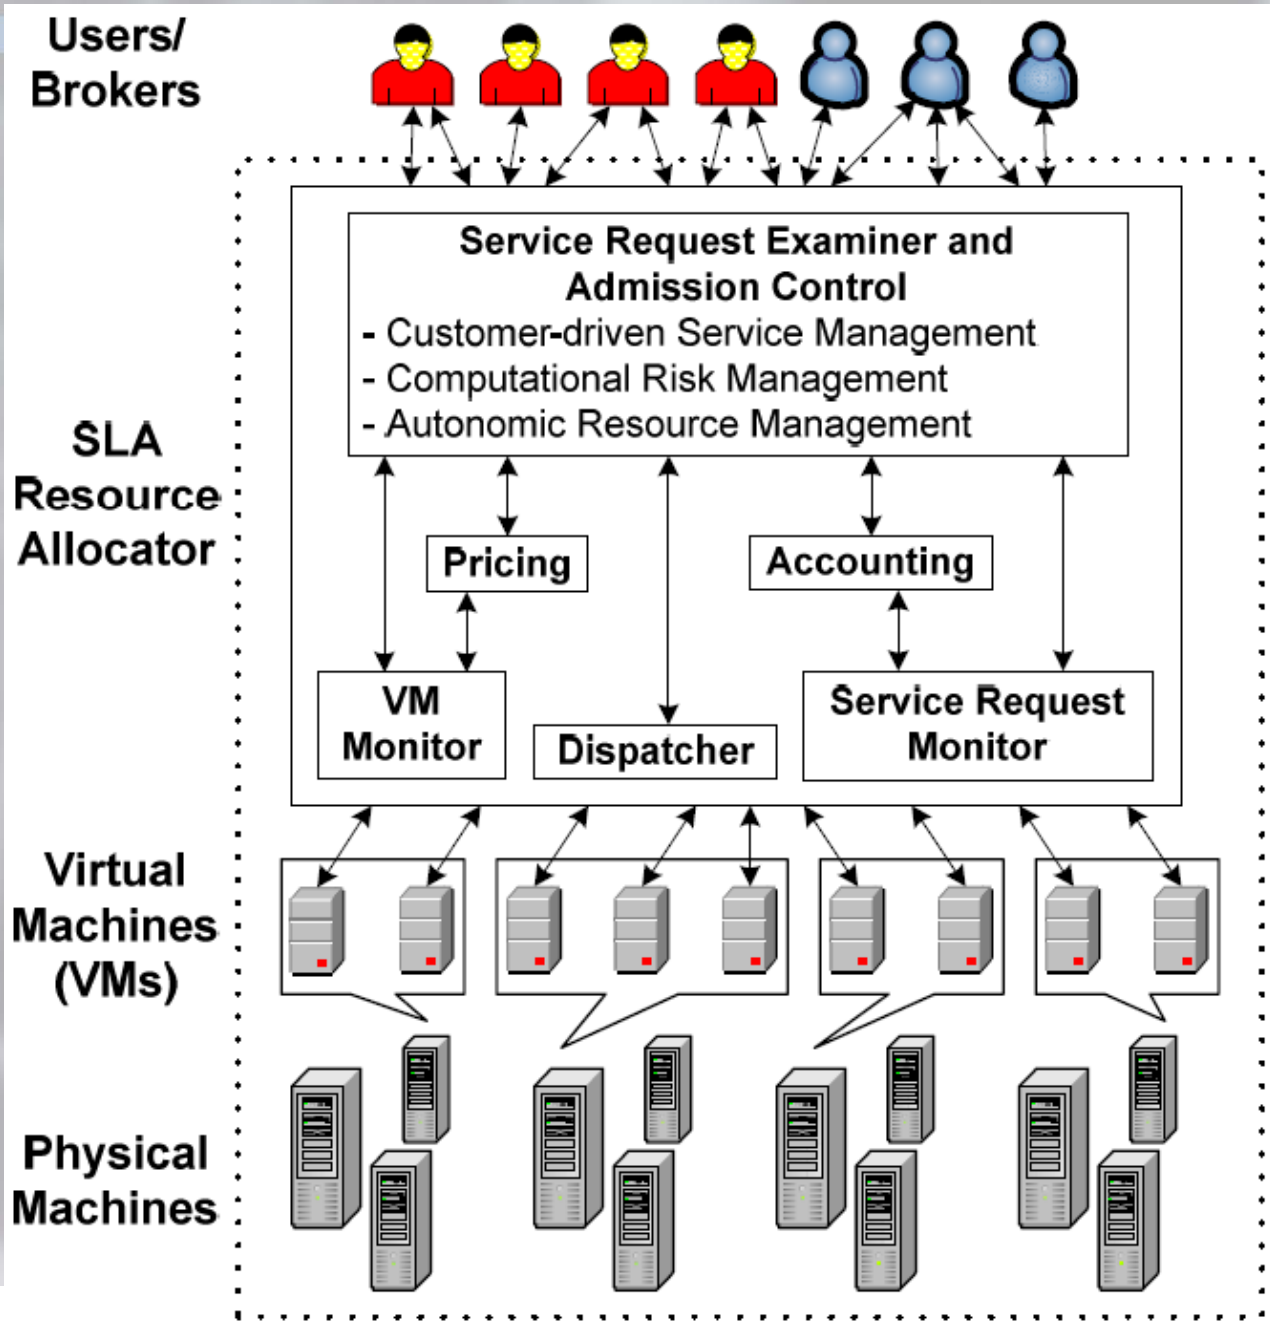 Users/
Brokers
Service Request Examiner and
Admission Control
- Customer-driven Service Management
- Computational Risk Management
- Autonomic Resource Management
SLA
Resource
Allocator
Pricing
Accounting
VM
Monitor
Dispatcher
Service Request
Monitor
Virtual
Machines
(VMs)
Physical
Machines